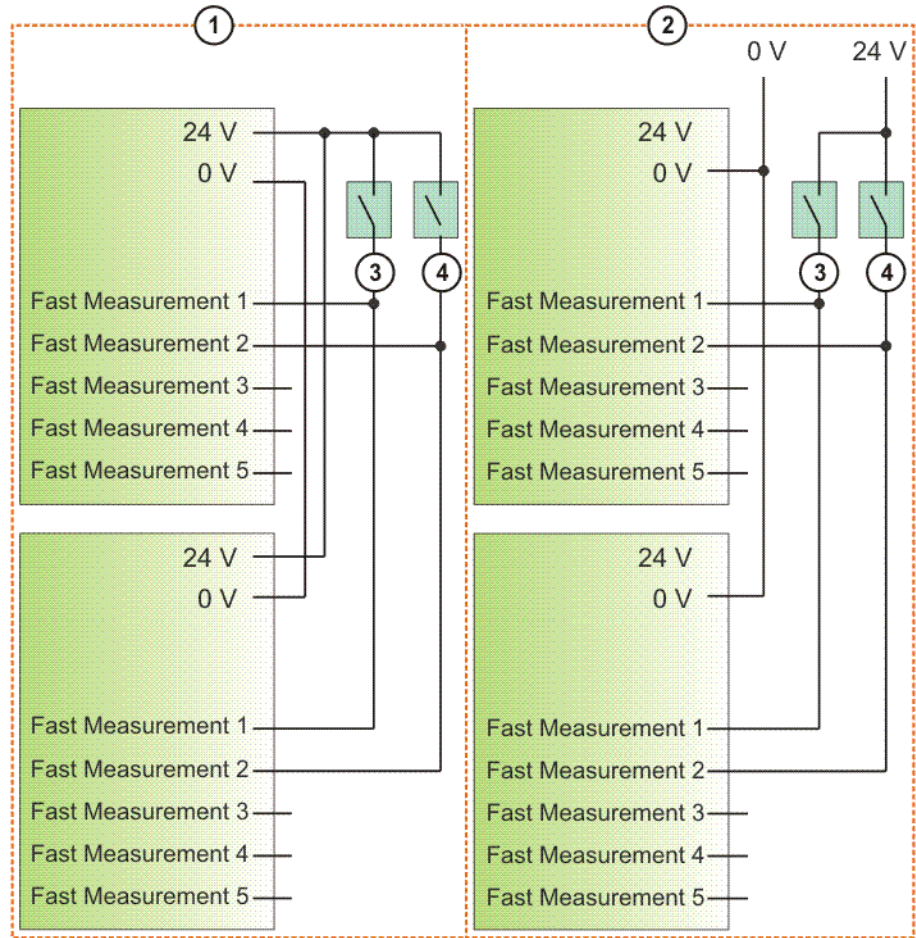 1
24 V
0 V
3
4
Fast Measurement 1
Fast Measurement 2
Fast Measurement 3
Fast Measurement 4
Fast Measurement 5
24 V
0 V
Fast Measurement 1
Fast Measurement 2
Fast Measurement 3
Fast Measurement 4
Fast Measurement 5
2
0 V
24 V
24 V
0 V
3
4
Fast Measurement 1
Fast Measurement 2
Fast Measurement 3
Fast Measurement 4
Fast Measurement 5
24 V
0 V
Fast Measurement 1
Fast Measurement 2
Fast Measurement 3
Fast Measurement 4
Fast Measurement 5